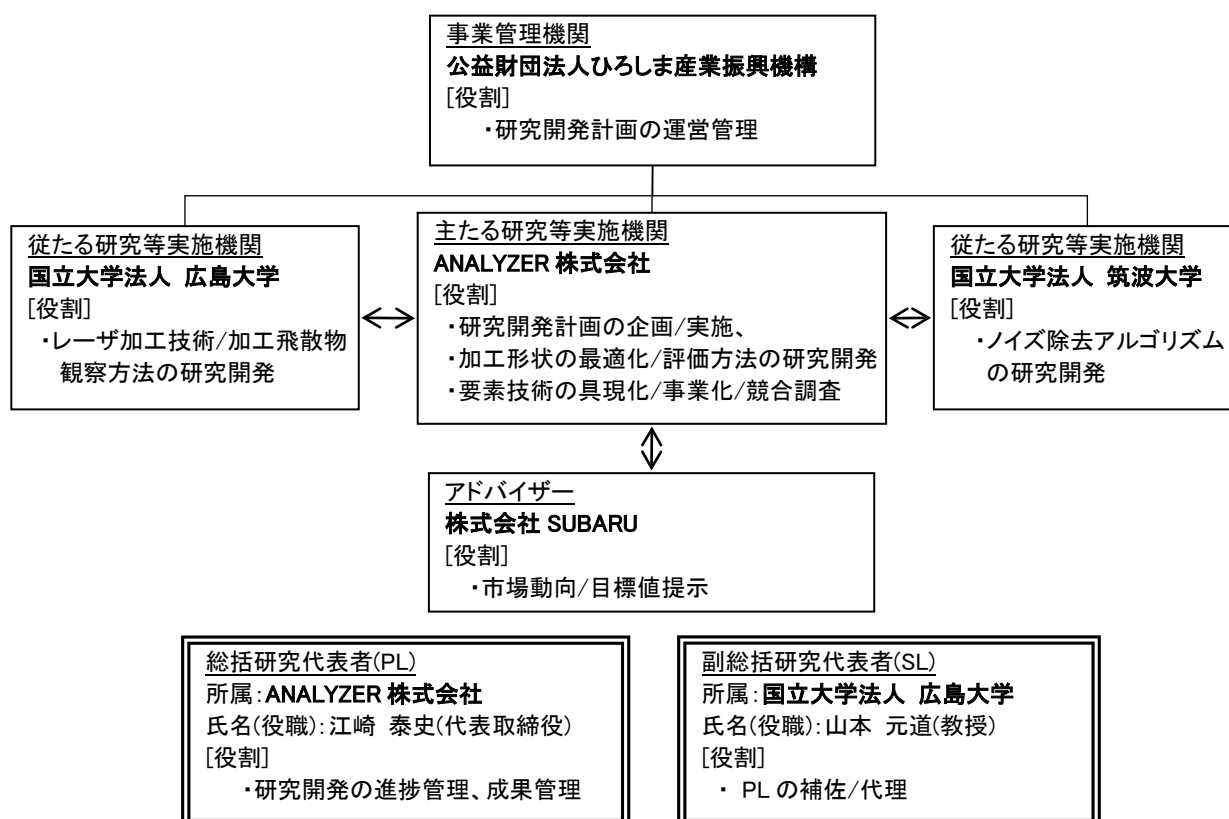 事業管理機関
公益財団法人ひろしま産業振興機構
[役割]
・研究開発計画の運営管理
従たる研究等実施機関
国立大学法人 広島大学
[役割]
・レーザ加工技術/加工飛散物
観察方法の研究開発
主たる研究等実施機関
ANALYZER 株式会社
[役割]
・研究開発計画の企画/実施、
・加工形状の最適化/評価方法の研究開発
・要素技術の具現化/事業化/競合調査
従たる研究等実施機関
国立大学法人 筑波大学
[役割]
・ノイズ除去アルゴリズム
の研究開発
アドバイザー
株式会社 SUBARU
[役割]
・市場動向/目標値提示
総括研究代表者(PL)
所属:ANALYZER 株式会社
氏名(役職):江崎 泰史(代表取締役)
[役割]
・研究開発の進捗管理、成果管理
副総括研究代表者(SL)
所属:国立大学法人 広島大学
氏名(役職):山本 元道(教授)
[役割]
・ PL の補佐/代理